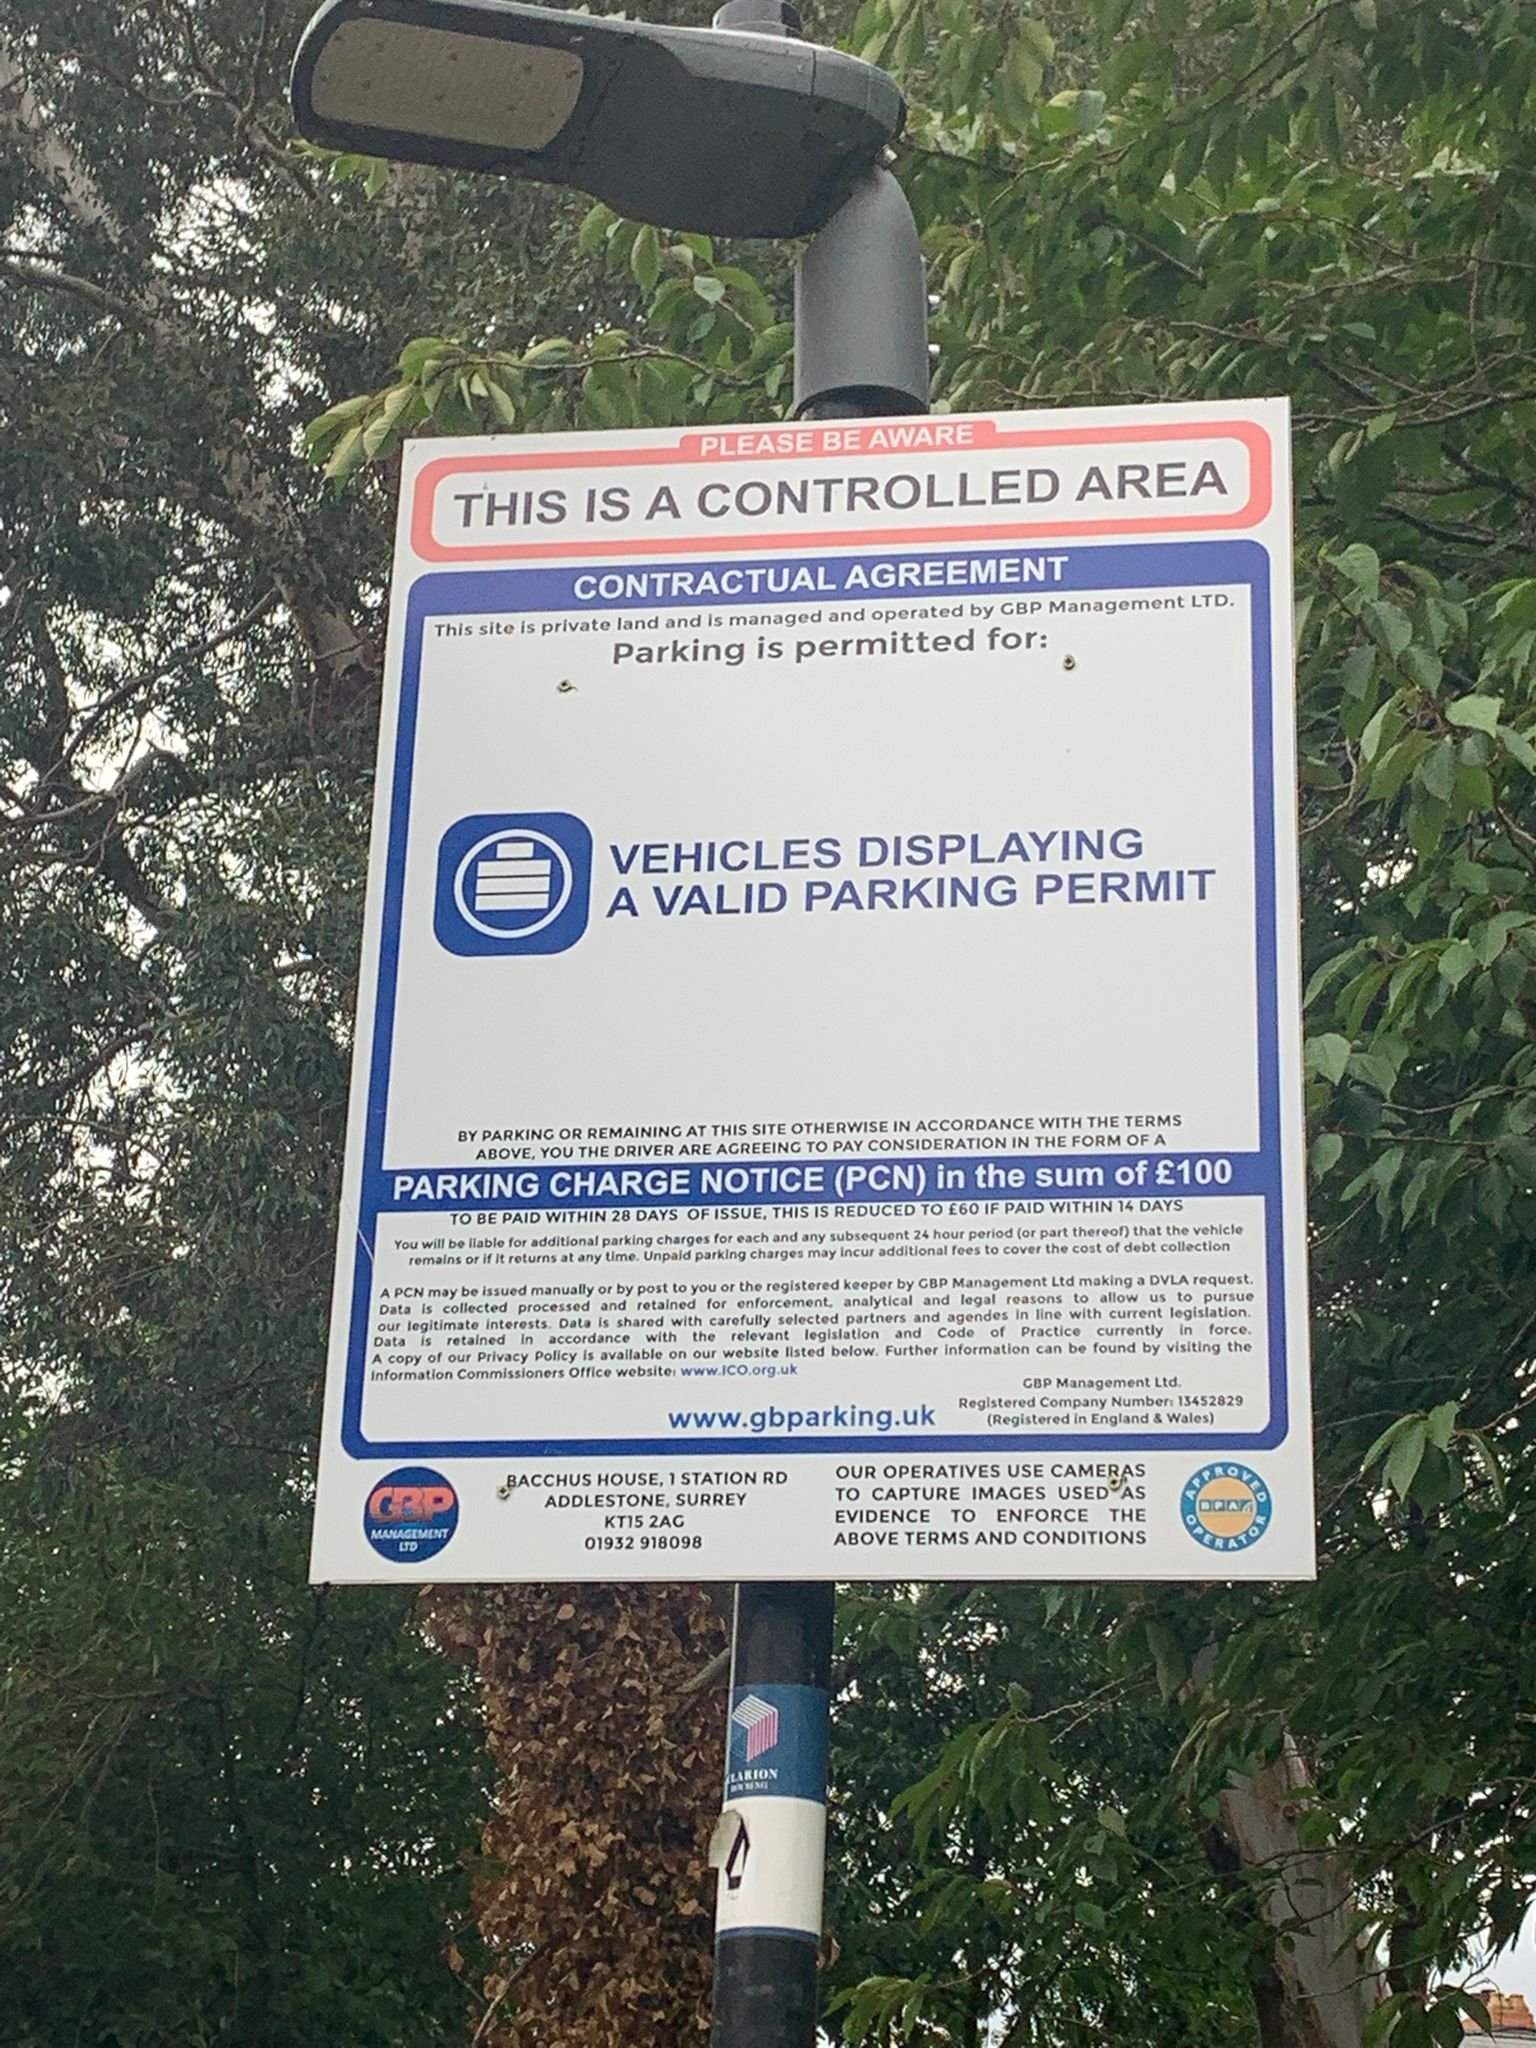 PLEASE BE AWARE
THIS IS A CONTROLLED AREA
CONTRACTUAL AGREEMENT
This site is private land and is managed and operated by GBP Management LTD.
Parking is permitted for:
VEHICLES DISPLAYING
A VALID PARKING PERMIT
BY PARKING OR REMAINING AT THIS SITE OTHERWISE IN ACCORDANCE WITH THE TERMS
ABOVE, YOU THE DRIVER ARE AGREEING TO PAY CONSIDERATION IN THE FORM OF A
PARKING CHARGE NOTICE (PCN) in the sum of £100
TO BE PAID WITHIN 28 DAYS OF ISSUE, THIS IS REDUCED TO £60 IF PAID WITHIN 14 DAYS
You will be liable for additional parking charges for each and any subsequent 24 hour period (or part thereof) that the vehicle
remains or if it returns at any time. Unpaid parking charges may incur additional fees to cover the cost of debt collection
A PCN may be issued manually or by post to you or the registered keeper by GBP Management Ltd making a DVLA request.
Data is collected processed and retained for enforcement, analytical and legal reasons to allow us to pursue
our legitimate interests. Data is shared with carefully selected partners and agendes in line with current legislation.
Data is retained in accordance with the relevant legislation and Code of Practice currently in force.
A copy of our Privacy Policy is available on our website listed below. Further information can be found by visiting the
Information Commissioners Office website: www.ICO.org.uk
GBP Management Ltd.
Registered Company Number: 13452829
(Registered in England & Wales)
www.gbparking.uk
GBP
MANAGEMENT
LTD
BACCHUS HOUSE, 1 STATION RD
ADDLESTONE, SURREY
KT15 2AG
01932 918098
OUR OPERATIVES USE CAMERAS
TO CAPTURE IMAGES USED AS
EVIDENCE TO ENFORCE THE
ABOVE TERMS AND CONDITIONS
APPROVED
BPA
OPERATOR
CLARION
HOUSING